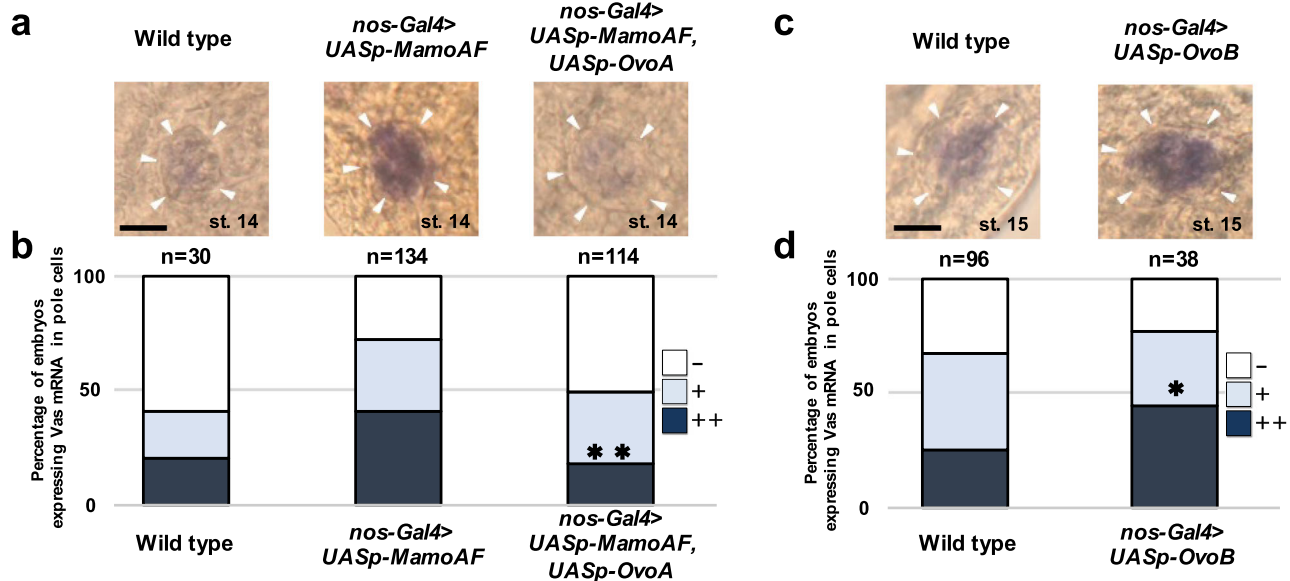 a
Wild type
nos-Gal4>
UASp-MamoAF
nos-Gal4>
UASp-MamoAF,
UASp-OvoA
st. 14
st. 14
st. 14
b
Percentage of embryos
expressing Vas mRNA in pole cells
n=30
n=134
n=114
100
50
0
–
+
++
Wild type
nos-Gal4>
UASp-MamoAF
nos-Gal4>
UASp-MamoAF,
UASp-OvoA
c
Wild type
nos-Gal4>
UASp-OvoB
st. 15
st. 15
d
Percentage of embryos
expressing Vas mRNA in pole cells
n=96
n=38
100
50
0
*
* *
–
+
++
Wild type
nos-Gal4>
UASp-OvoB